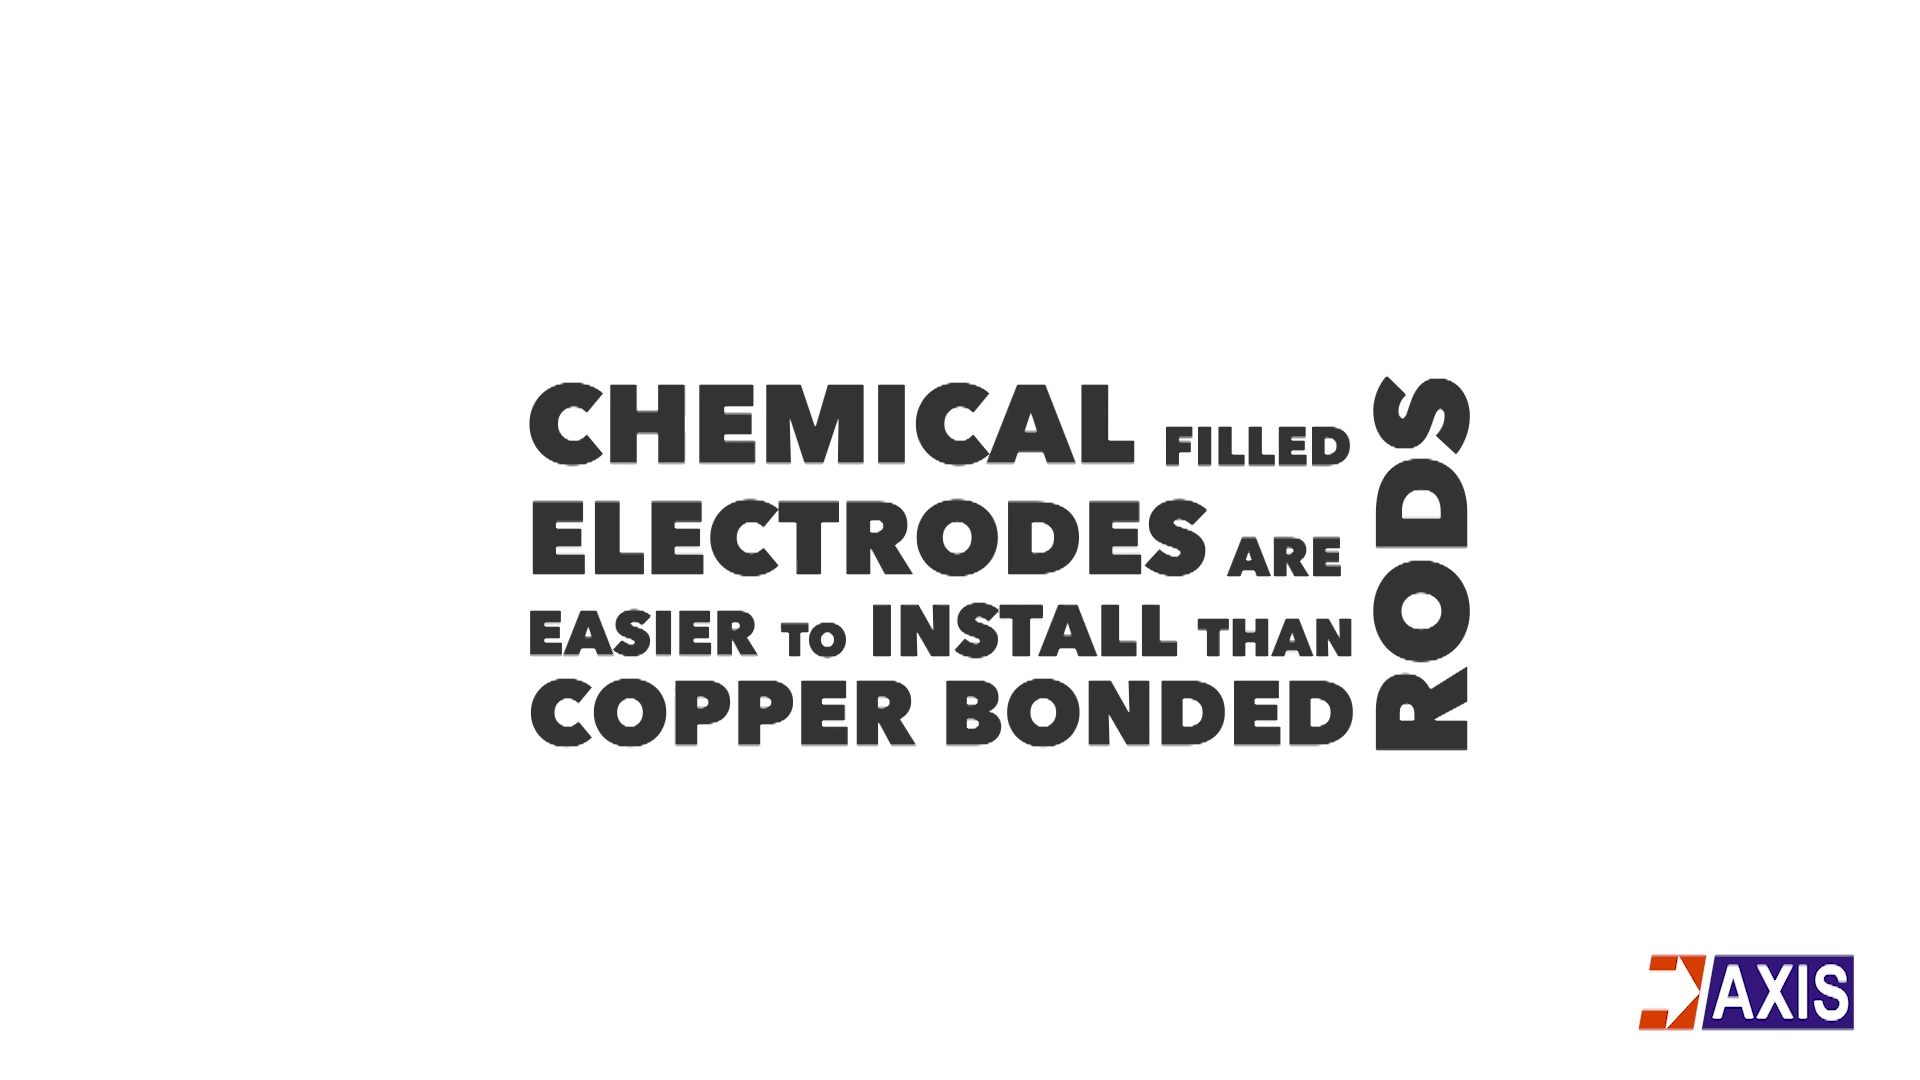 CHEMICAL FILLED
ELECTRODES ARE
EASIER TO INSTALL THAN
COPPER BONDED
RODS
AXIS